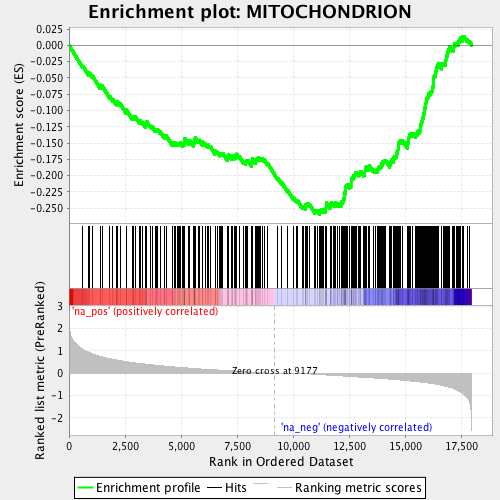 Enrichment plot: MITOCHONDRION
Enrichment score (ES)
0.025
0.000
-0.025
-0.050
-0.075
-0.100
-0.125
-0.150
-0.175
-0.200
-0.225
-0.250
'na_pos' (positively correlated)
Ranked list metric (PreRanked)
3
2
1
0
-1
-2
Zero cross at 9177
'na_neg' (negatively correlated)
0
2,500
5,000
7,500
10,000
12,500
15,000
17,500
Rank in Ordered Dataset
Enrichment profile
Hits
Ranking metric scores